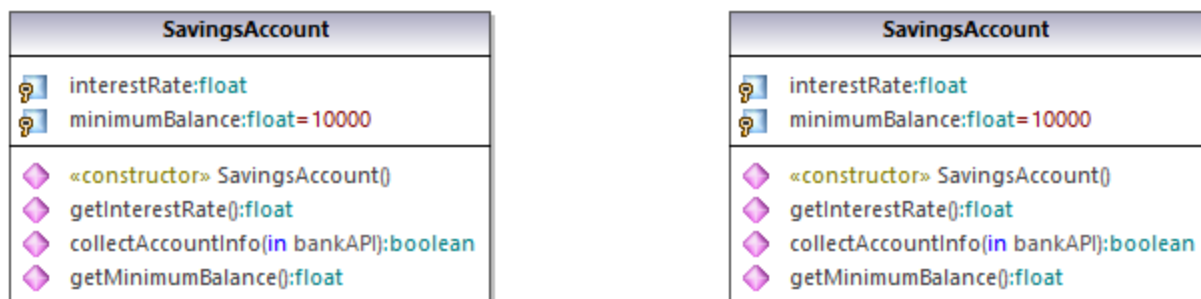 SavingsAccount
interestRate:float
minimumBalance:float=10000
«constructor» SavingsAccount()
getInterestRate():float
collectAccountInfo(in bankAPI):boolean
getMinimumBalance():float
SavingsAccount
interestRate:float
minimumBalance:float=10000
«constructor» SavingsAccount()
getInterestRate():float
collectAccountInfo(in bankAPI):boolean
getMinimumBalance():float